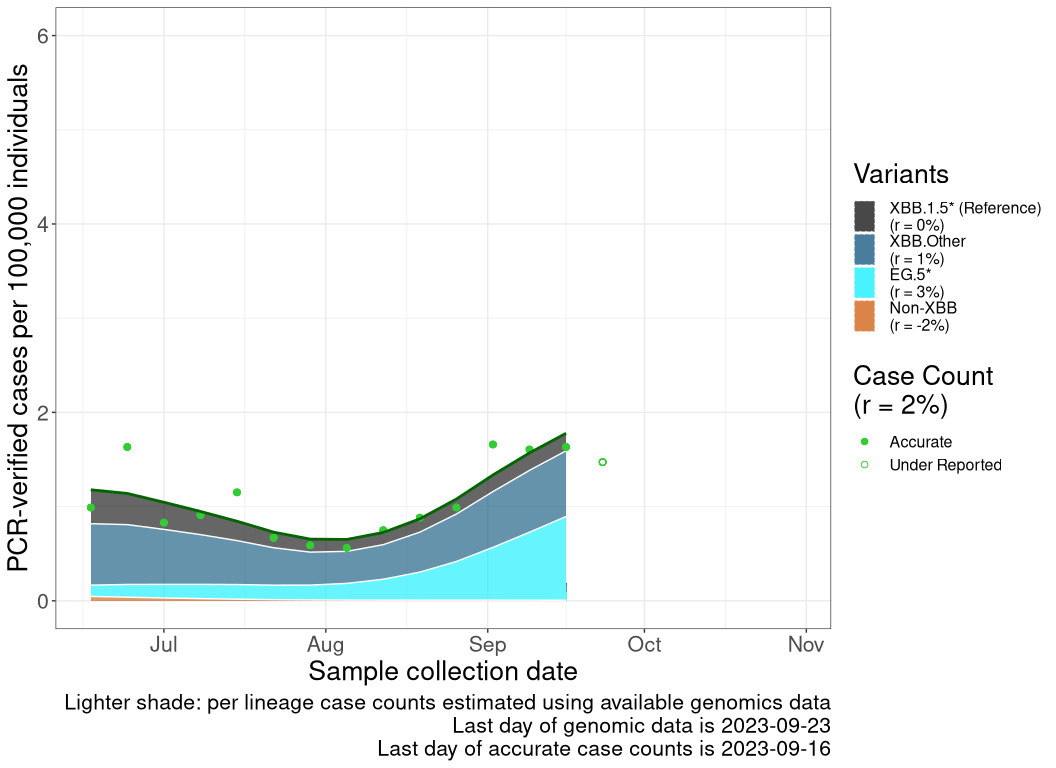 PCR-verified cases per 100,000 individuals
6
4
2
0
Jul Aug Sep Oct Nov
Sample collection date
Lighter shade: per lineage case counts estimated using available genomics data
Last day of genomic data is 2023-09-23
Last day of accurate case counts is 2023-09-16
Variants
XBB.1.5* (Reference)
(r = 0%)
XBB.Other
(r = 1%)
EG.5*
(r = 3%)
Non-XBB
(r = -2%)
Case Count
(r = 2%)
Accurate
Under Reported